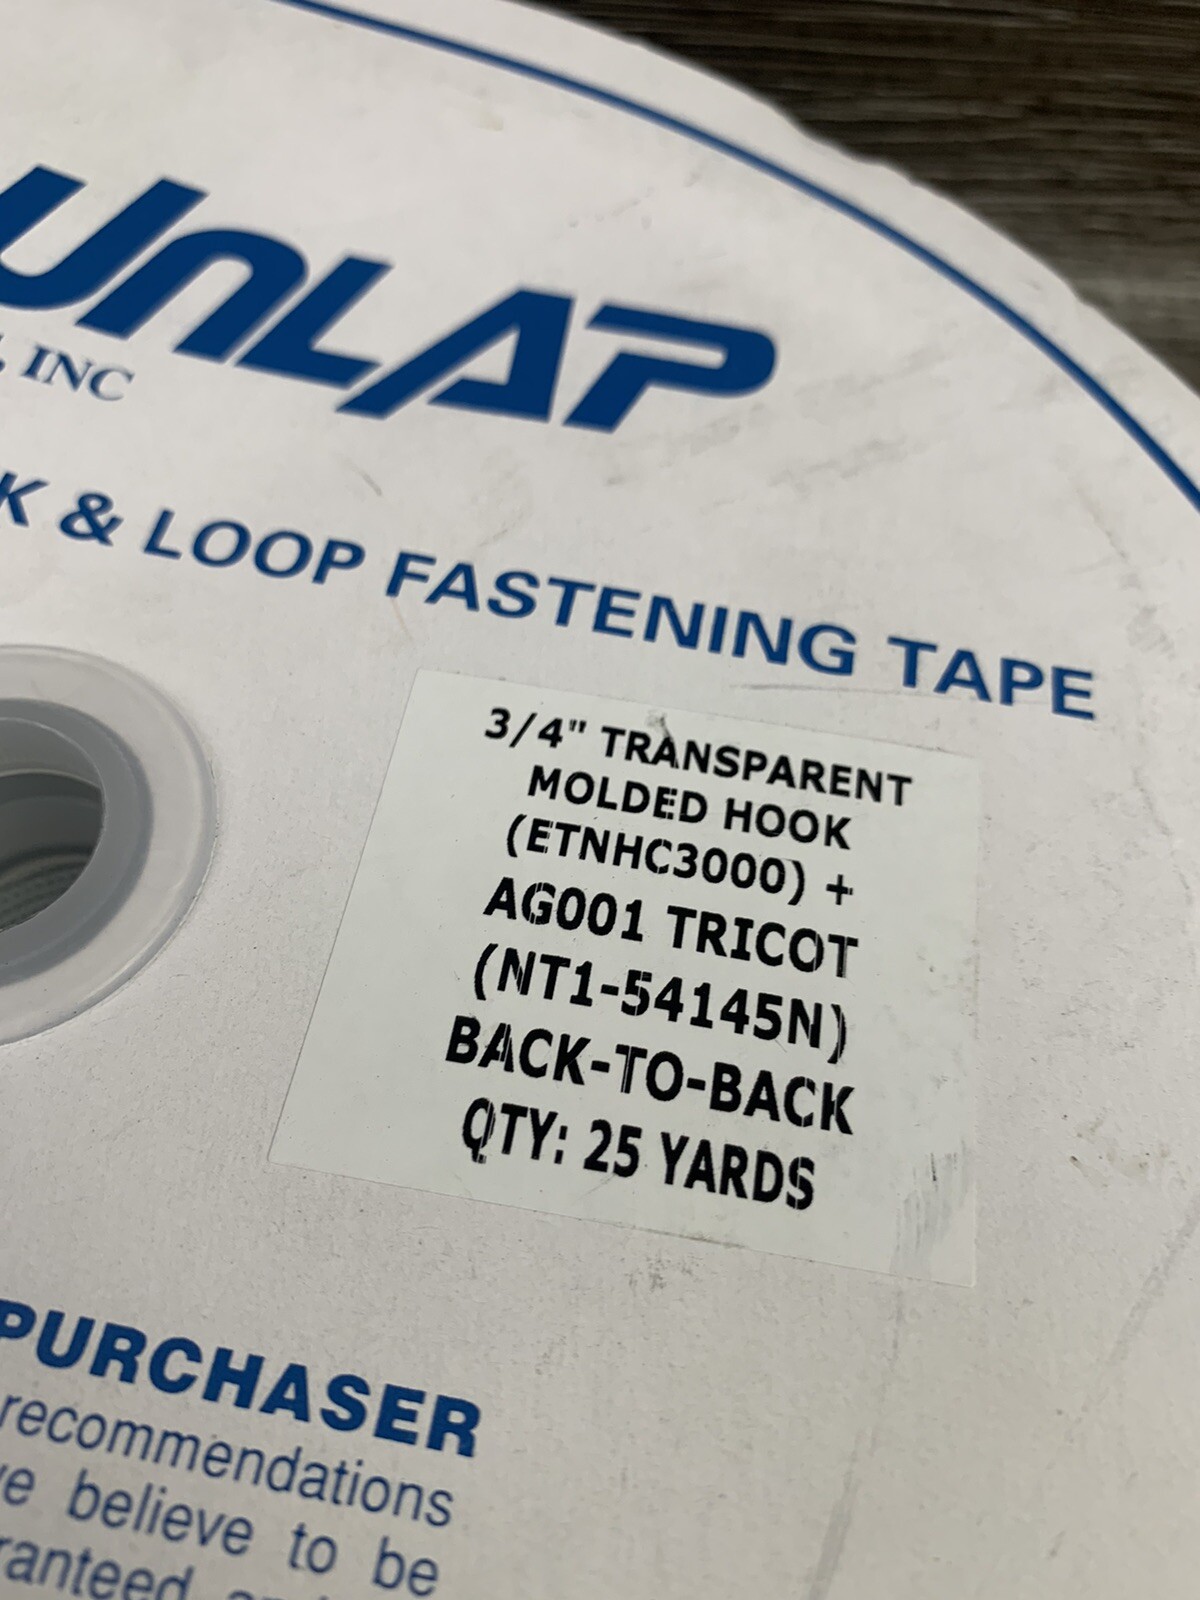 UNLAP
, INC
K & LOOP FASTENING TAPE
3/4" TRANSPARENT
MOLDED HOOK
(ETNHC3000) +
AG001 TRICOT
(NT1-54145N)
BACK-TO-BACK
QTY: 25 YARDS
PURCHASER
recommendations
believe to be